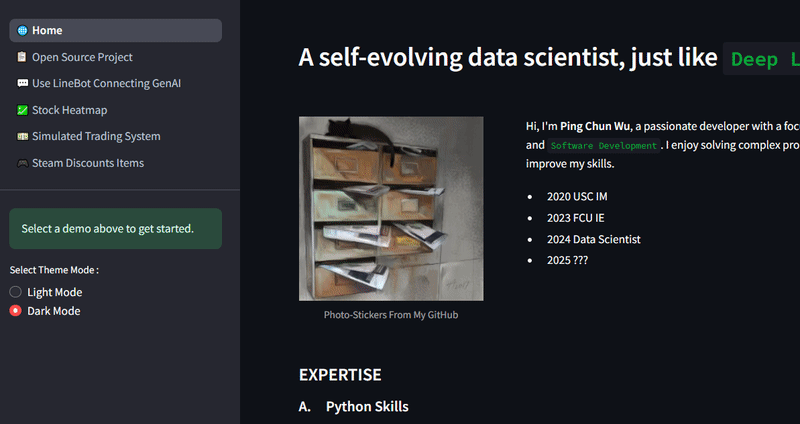 Home
Open Source Project
Use LineBot Connecting GenAI
Stock Heatmap
Simulated Trading System
Steam Discounts Items
Select a demo above to get started.
Select Theme Mode :
Light Mode
Dark Mode
A self-evolving data scientist, just like Deep L
Hi, I'm Ping Chun Wu, a passionate developer with a foc
and Software Development. I enjoy solving complex pro
improve my skills.
• 2020 USC IM
• 2023 FCU IE
• 2024 Data Scientist
• 2025 ???
Photo-Stickers From My GitHub
EXPERTISE
A. Python Skills